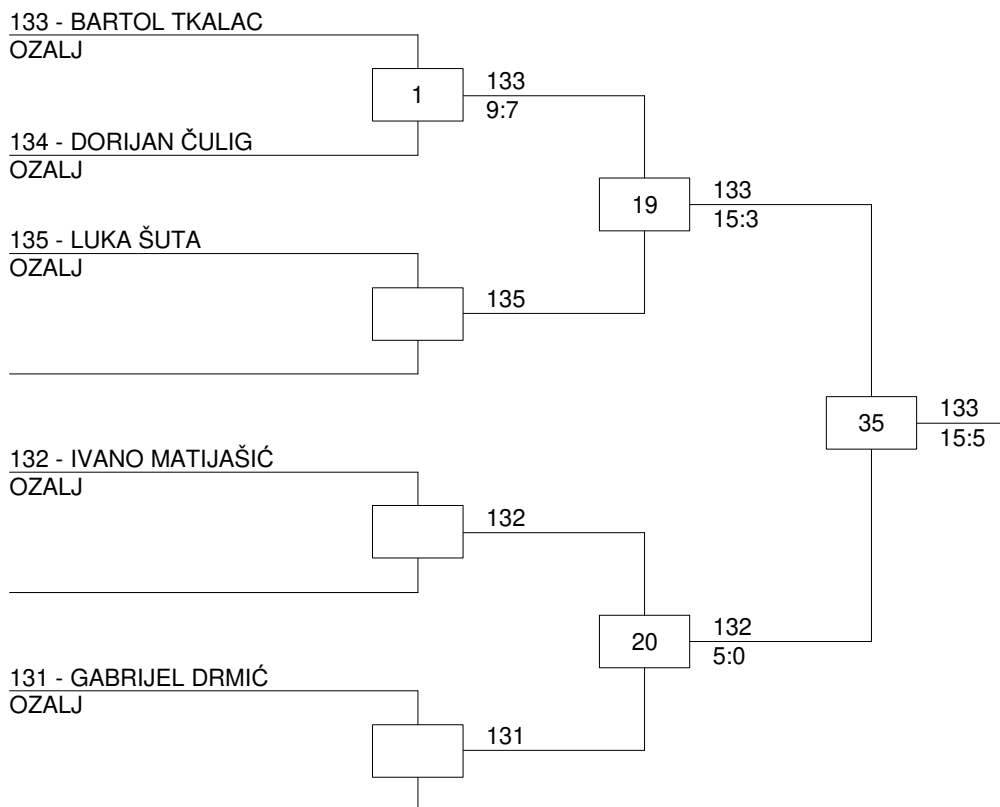 133 - BARTOL TKALAC
OZALJ
1
133
9:7
134 - DORIJAN ČULIG
OZALJ
19
133
15:3
135 - LUKA ŠUTA
OZALJ
135
35
133
15:5
132 - IVANO MATIJAŠIĆ
OZALJ
132
20
132
5:0
131 - GABRIJEL DRMIĆ
OZALJ
131